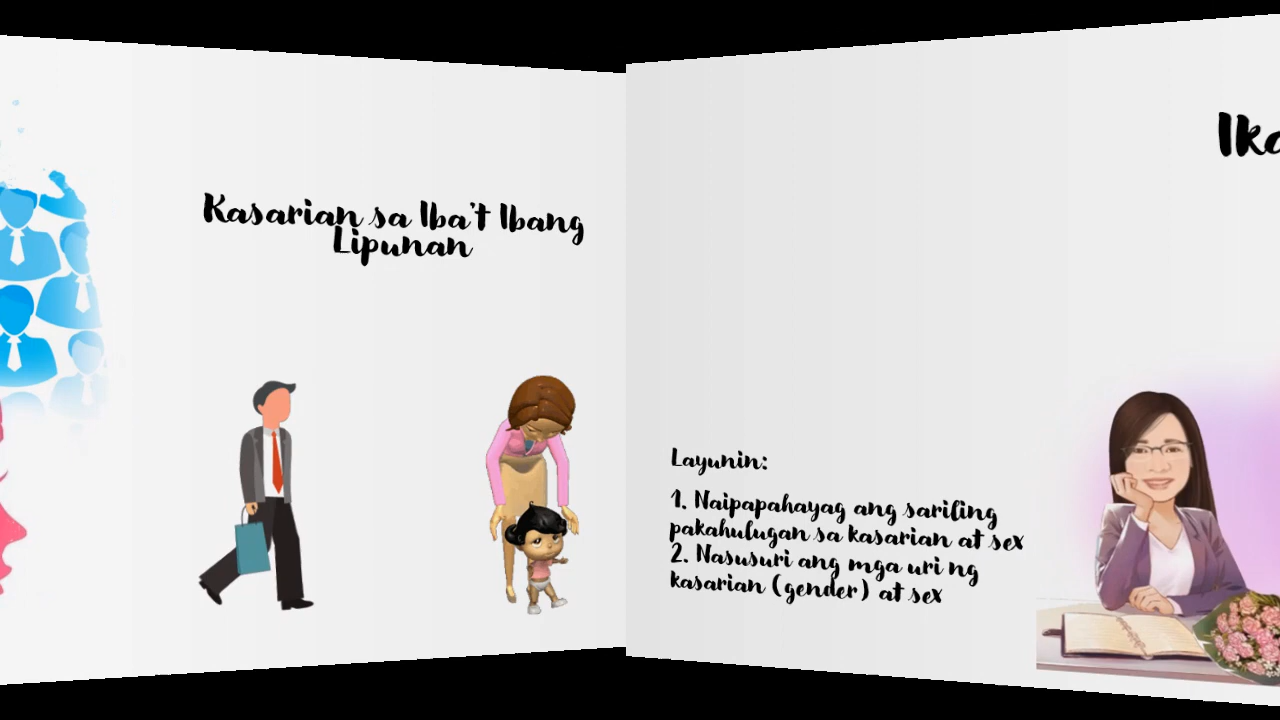 Kasarian sa Iba't Ibang
Lipunan
Layunin:
1. Naipapahayag ang sariling
pakahulugan sa kasarian at sex
2. Nasusuri ang mga uri ng
kasarian (gender) at sex